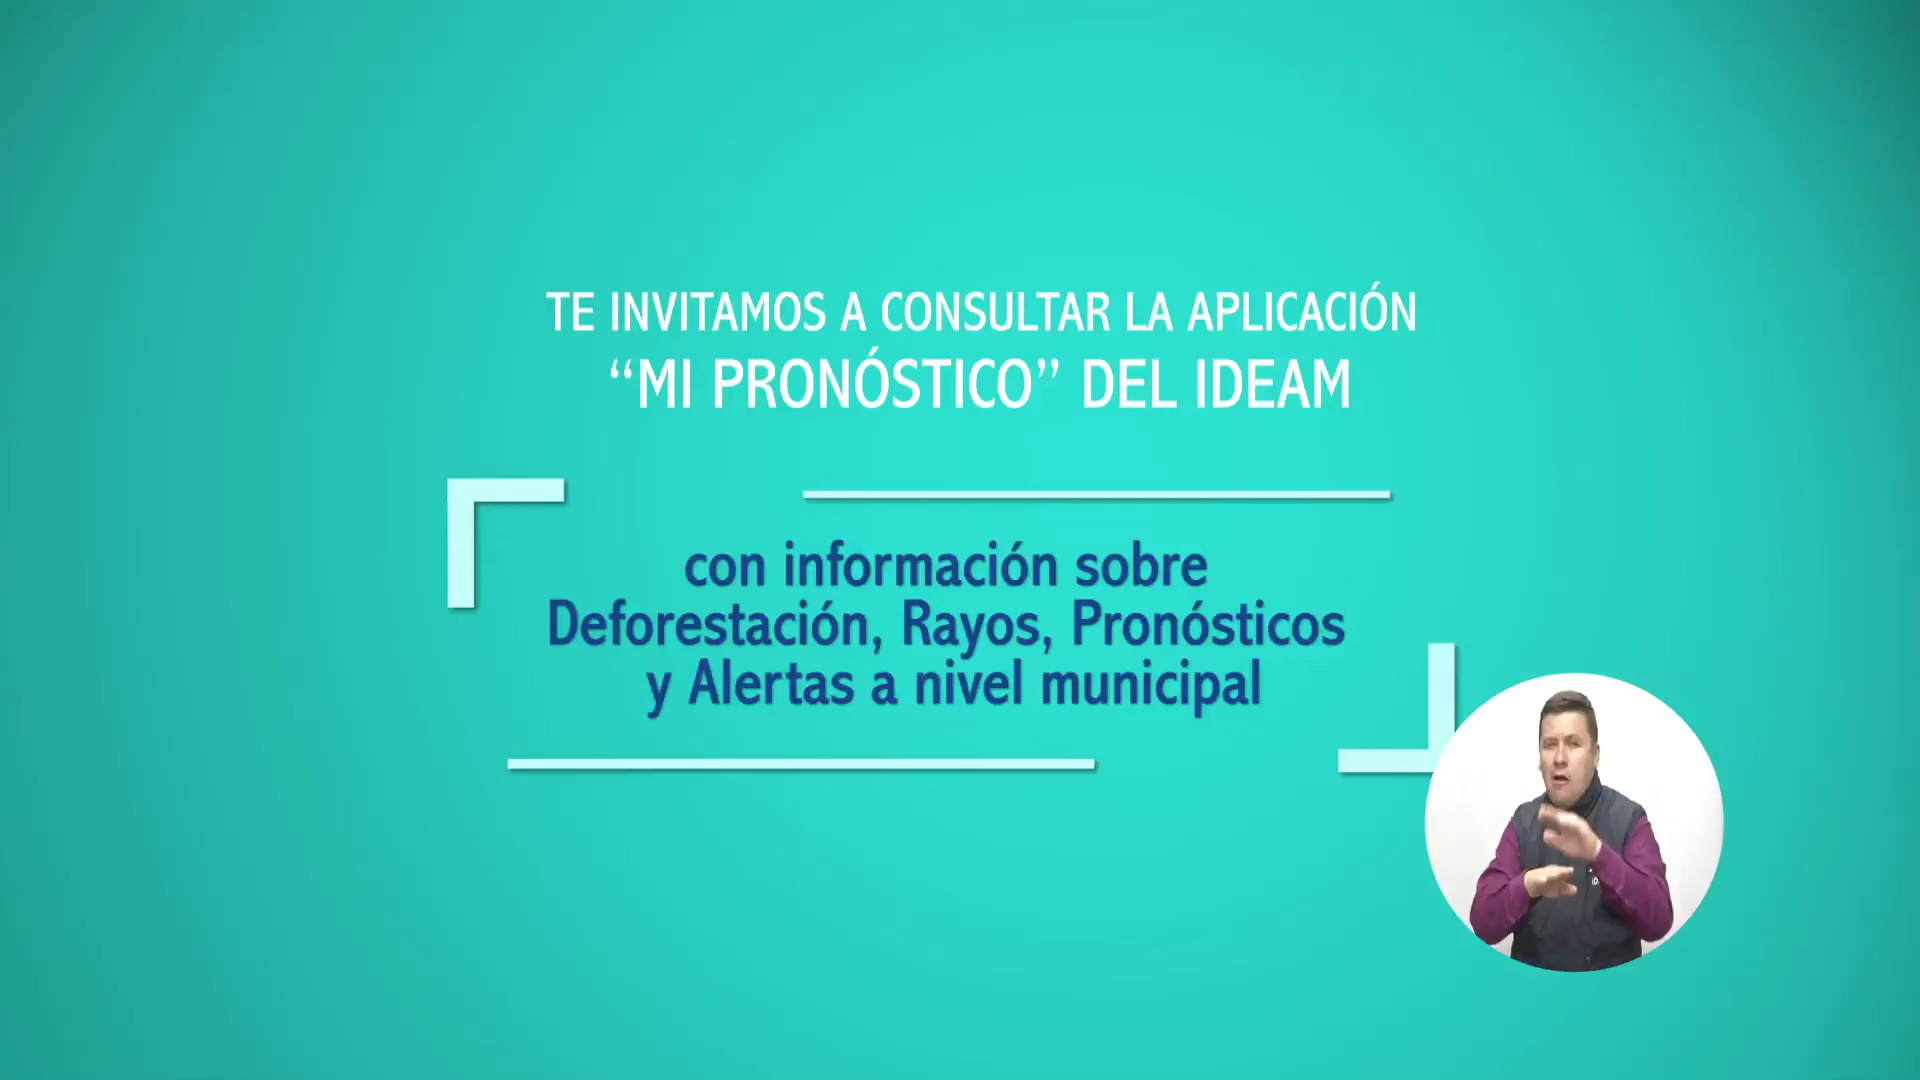 TE INVITAMOS A CONSULTAR LA APLICACIÓN
“MI PRONÓSTICO” DEL IDEAM
con información sobre
Deforestación, Rayos, Pronósticos
y Alertas a nivel municipal